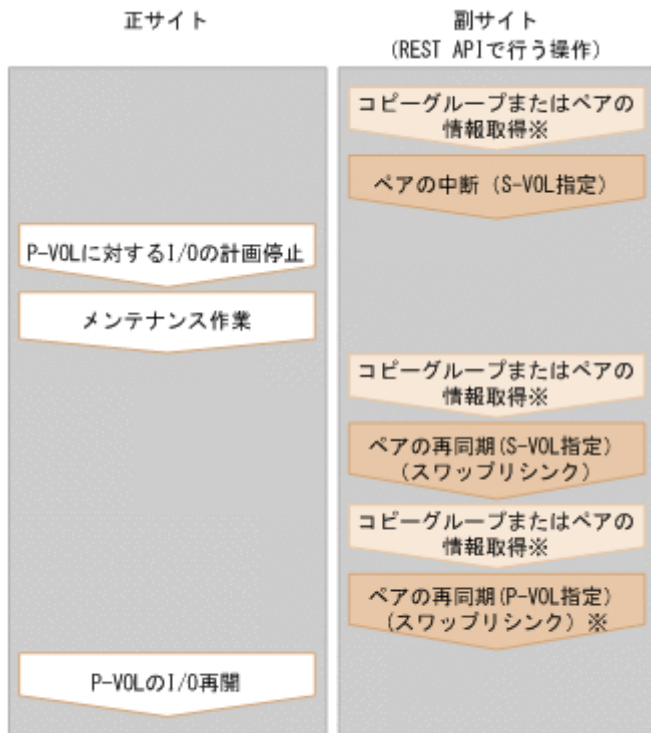 正サイト
副サイト
(REST APIで行う操作)
コピーグループまたはペアの
情報取得※
ペアの中断 (S-VOL指定)
P-VOLに対するI/Oの計画停止
メンテナンス作業
コピーグループまたはペアの
情報取得※
ペアの再同期(S-VOL指定)
(スワップリシンク)
コピーグループまたはペアの
情報取得※
ペアの再同期(P-VOL指定)
(スワップリシンク) ※
P-VOLのI/O再開